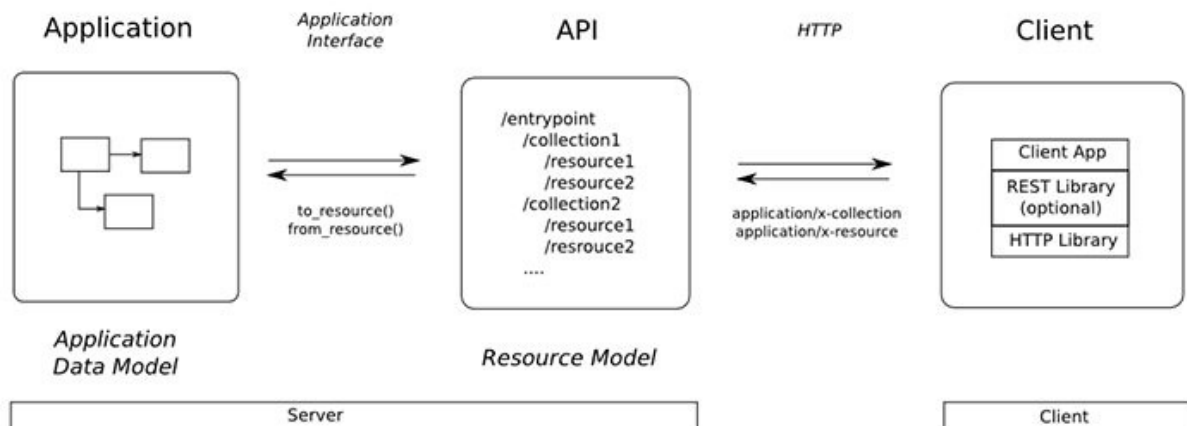 Application
Application
Interface
API
HTTP
Client
/entrypoint
/collection1
/resource1
/resource2
/collection2
/resource1
/resrouce2
....
to_resource()
from_resource()
application/x-collection
application/x-resource
Client App
REST Library
(optional)
HTTP Library
Application
Data Model
Resource Model
Server
Client